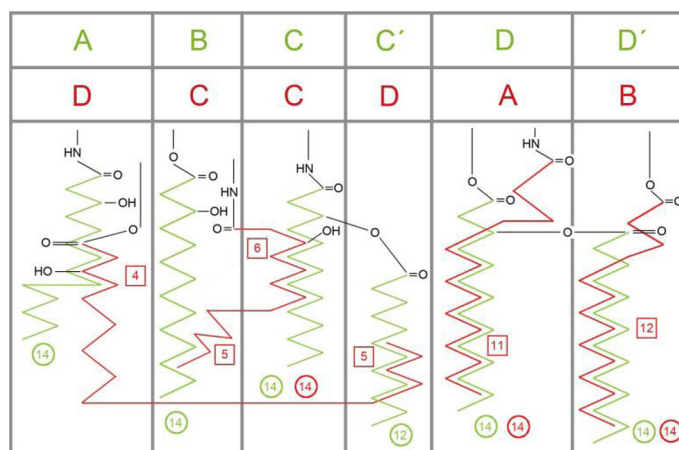 A B C C´ D D´
D C C D A B
HN O O HN O HN O O
OH OH HN O O O O
O O O OH O O O
HO 4 6 O
14 5 5 11 12
14 14 14 14 14 14
14 12